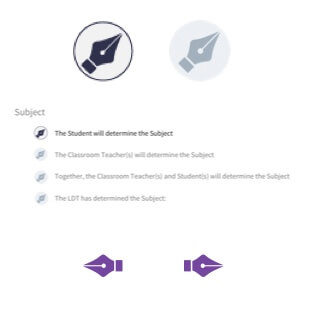 Subject
The Student will determine the Subject
The Classroom Teacher(s) will determine the Subject
Together, the Classroom Teacher(s) and Student(s) will determine the Subject
The LDT has determined the Subject: